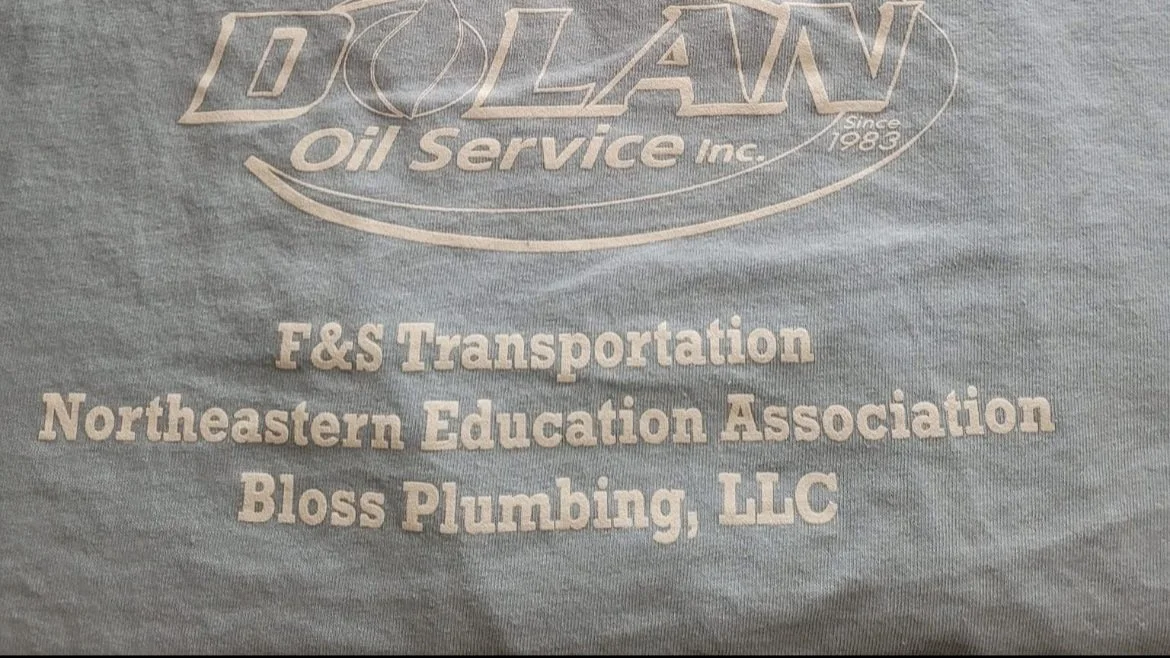 DOLAN
Oil Service Inc.
Since
1983
F&S Transportation
Northeastern Education Association
Bloss Plumbing, LLC